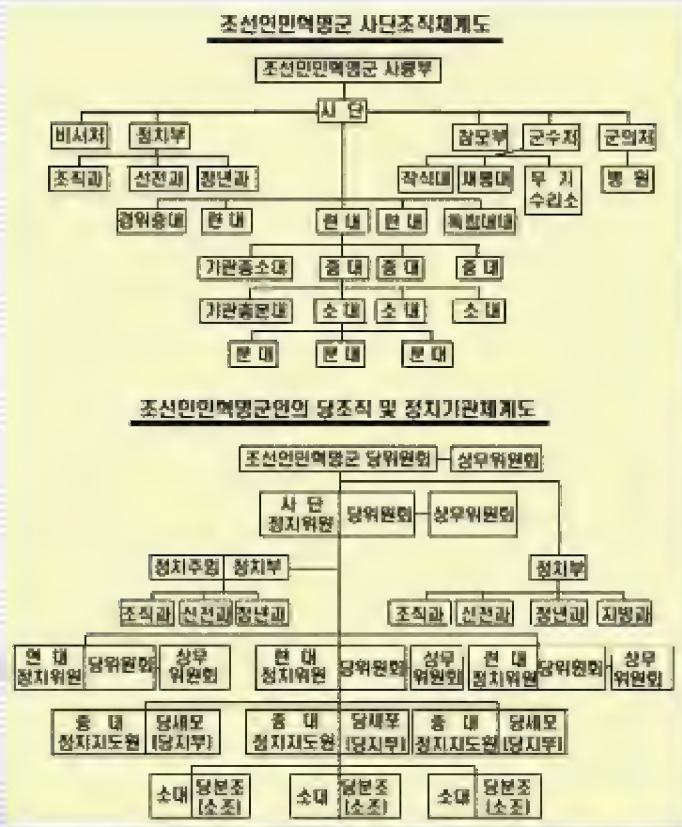 조선인민혁명군 사단조직체계도
조선인민혁명군 사령부
사 단
비서처 정치부 참모부 군수처 군의처
조직과 선전과 청년과 작식대 재봉대 무 기 병 원
수리소
경위중대 련 대 련 대 련 대 독립대대
기관총소대 중 대 중 대 중 대
기관총분대 소 대 소 대 소 대
분 대 분 대 분 대
조선인민혁명군안의 당조직 및 정치기관체계도
조선인민혁명군 당위원회 상무위원회
사 단 당위원회 상무위원회
정치위원
정치주임 정치부 정치부
조직과 선전과 청년과 조직과 선전과 청년과 지방과
련 대 당위원회 상무 련 대 당위원회 상무 련 대 당위원회 상무
정치위원 위원회 정치위원 위원회 정치위원 위원회
중 대 당세포 중 대 당세포 중 대 당세포
정치지도원 (당지부) 정치지도원 (당지부) 정치지도원 (당지부)
소대 당분조 소대 당분조 소대 당분조
(소조) (소조) (소조)